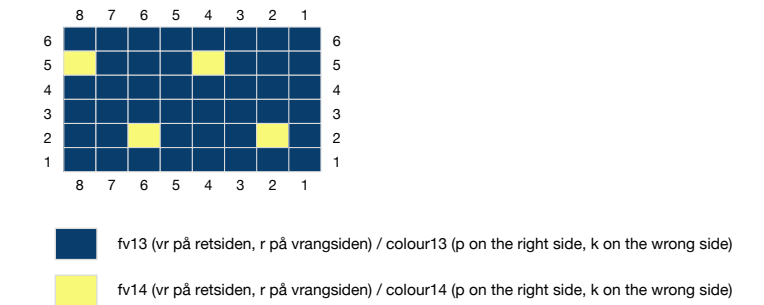 8 7 6 5 4 3 2 1
6 6
5 5
4 4
3 3
2 2
1 1
8 7 6 5 4 3 2 1
fv13 (vr på retsiden, r på vrangsiden) / colour13 (p on the right side, k on the wrong side)
fv14 (vr på retsiden, r på vrangsiden) / colour14 (p on the right side, k on the wrong side)